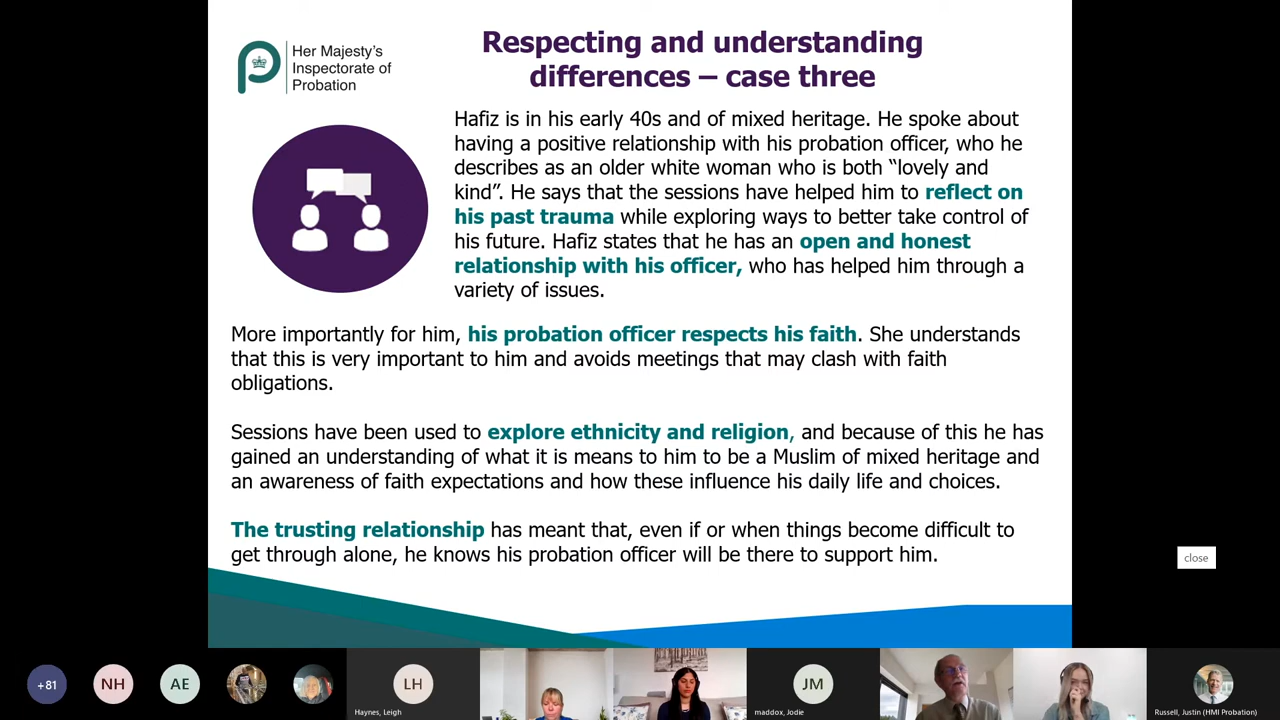 Her Majesty's
Inspectorate of
Probation
Respecting and understanding
differences – case three
Hafiz is in his early 40s and of mixed heritage. He spoke about
having a positive relationship with his probation officer, who he
describes as an older white woman who is both “lovely and
kind”. He says that the sessions have helped him to reflect on
his past trauma while exploring ways to better take control of
his future. Hafiz states that he has an open and honest
relationship with his officer, who has helped him through a
variety of issues.
More importantly for him, his probation officer respects his faith. She understands
that this is very important to him and avoids meetings that may clash with faith
obligations.
Sessions have been used to explore ethnicity and religion, and because of this he has
gained an understanding of what it is means to him to be a Muslim of mixed heritage and
an awareness of faith expectations and how these influence his daily life and choices.
The trusting relationship has meant that, even if or when things become difficult to
get through alone, he knows his probation officer will be there to support him.
close
+81
NH
AE
LH
Haynes, Leigh
JM
maddox, Jodie
Russell, Justin (HMI Probation)